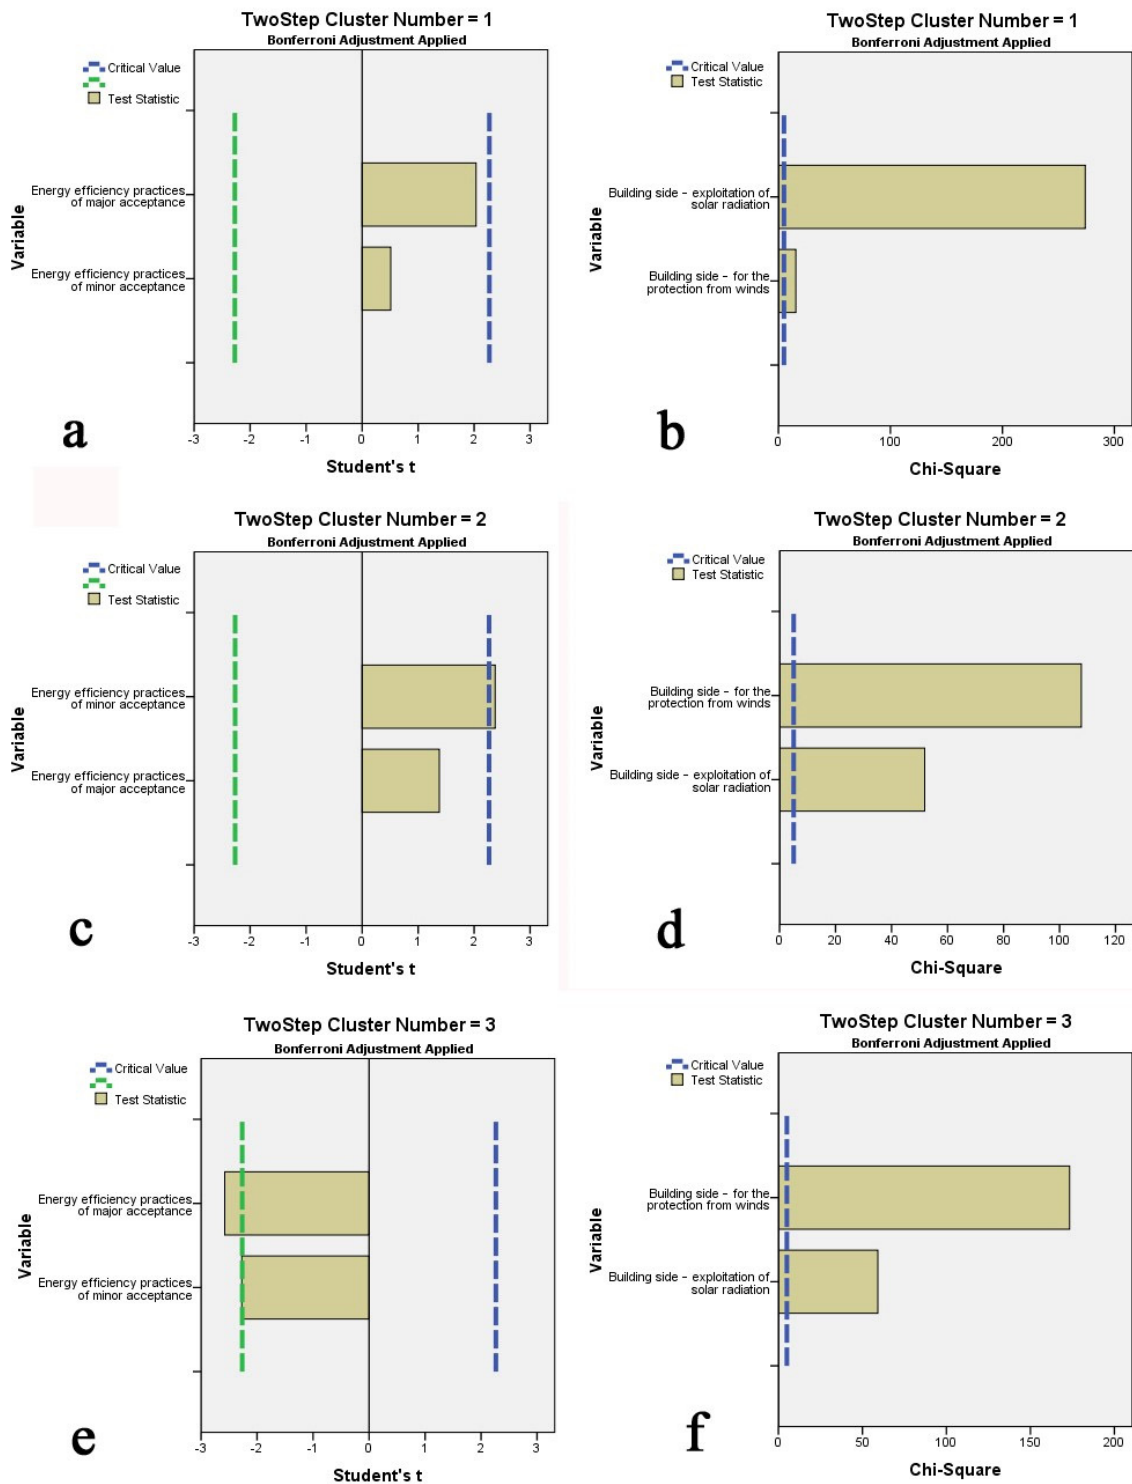 TwoStep Cluster Number = 1
Bonferroni Adjustment Applied
Critical Value
Test Statistic
Variable
Energy efficiency practices
of major acceptance
Energy efficiency practices
of minor acceptance
-3 -2 -1 0 1 2 3
Student's t
a
TwoStep Cluster Number = 1
Bonferroni Adjustment Applied
Critical Value
Test Statistic
Variable
Building side - exploitation of
solar radiation
Building side - for the
protection from winds
0 100 200 300
Chi-Square
b
TwoStep Cluster Number = 2
Bonferroni Adjustment Applied
Critical Value
Test Statistic
Variable
Energy efficiency practices
of minor acceptance
Energy efficiency practices
of major acceptance
-3 -2 -1 0 1 2 3
Student's t
c
TwoStep Cluster Number = 2
Bonferroni Adjustment Applied
Critical Value
Test Statistic
Variable
Building side - for the
protection from winds
Building side - exploitation of
solar radiation
0 20 40 60 80 100 120
Chi-Square
d
TwoStep Cluster Number = 3
Bonferroni Adjustment Applied
Critical Value
Test Statistic
Variable
Energy efficiency practices
of major acceptance
Energy efficiency practices
of minor acceptance
-3 -2 -1 0 1 2 3
Student's t
e
TwoStep Cluster Number = 3
Bonferroni Adjustment Applied
Critical Value
Test Statistic
Variable
Building side - for the
protection from winds
Building side - exploitation of
solar radiation
0 50 100 150 200
Chi-Square
f